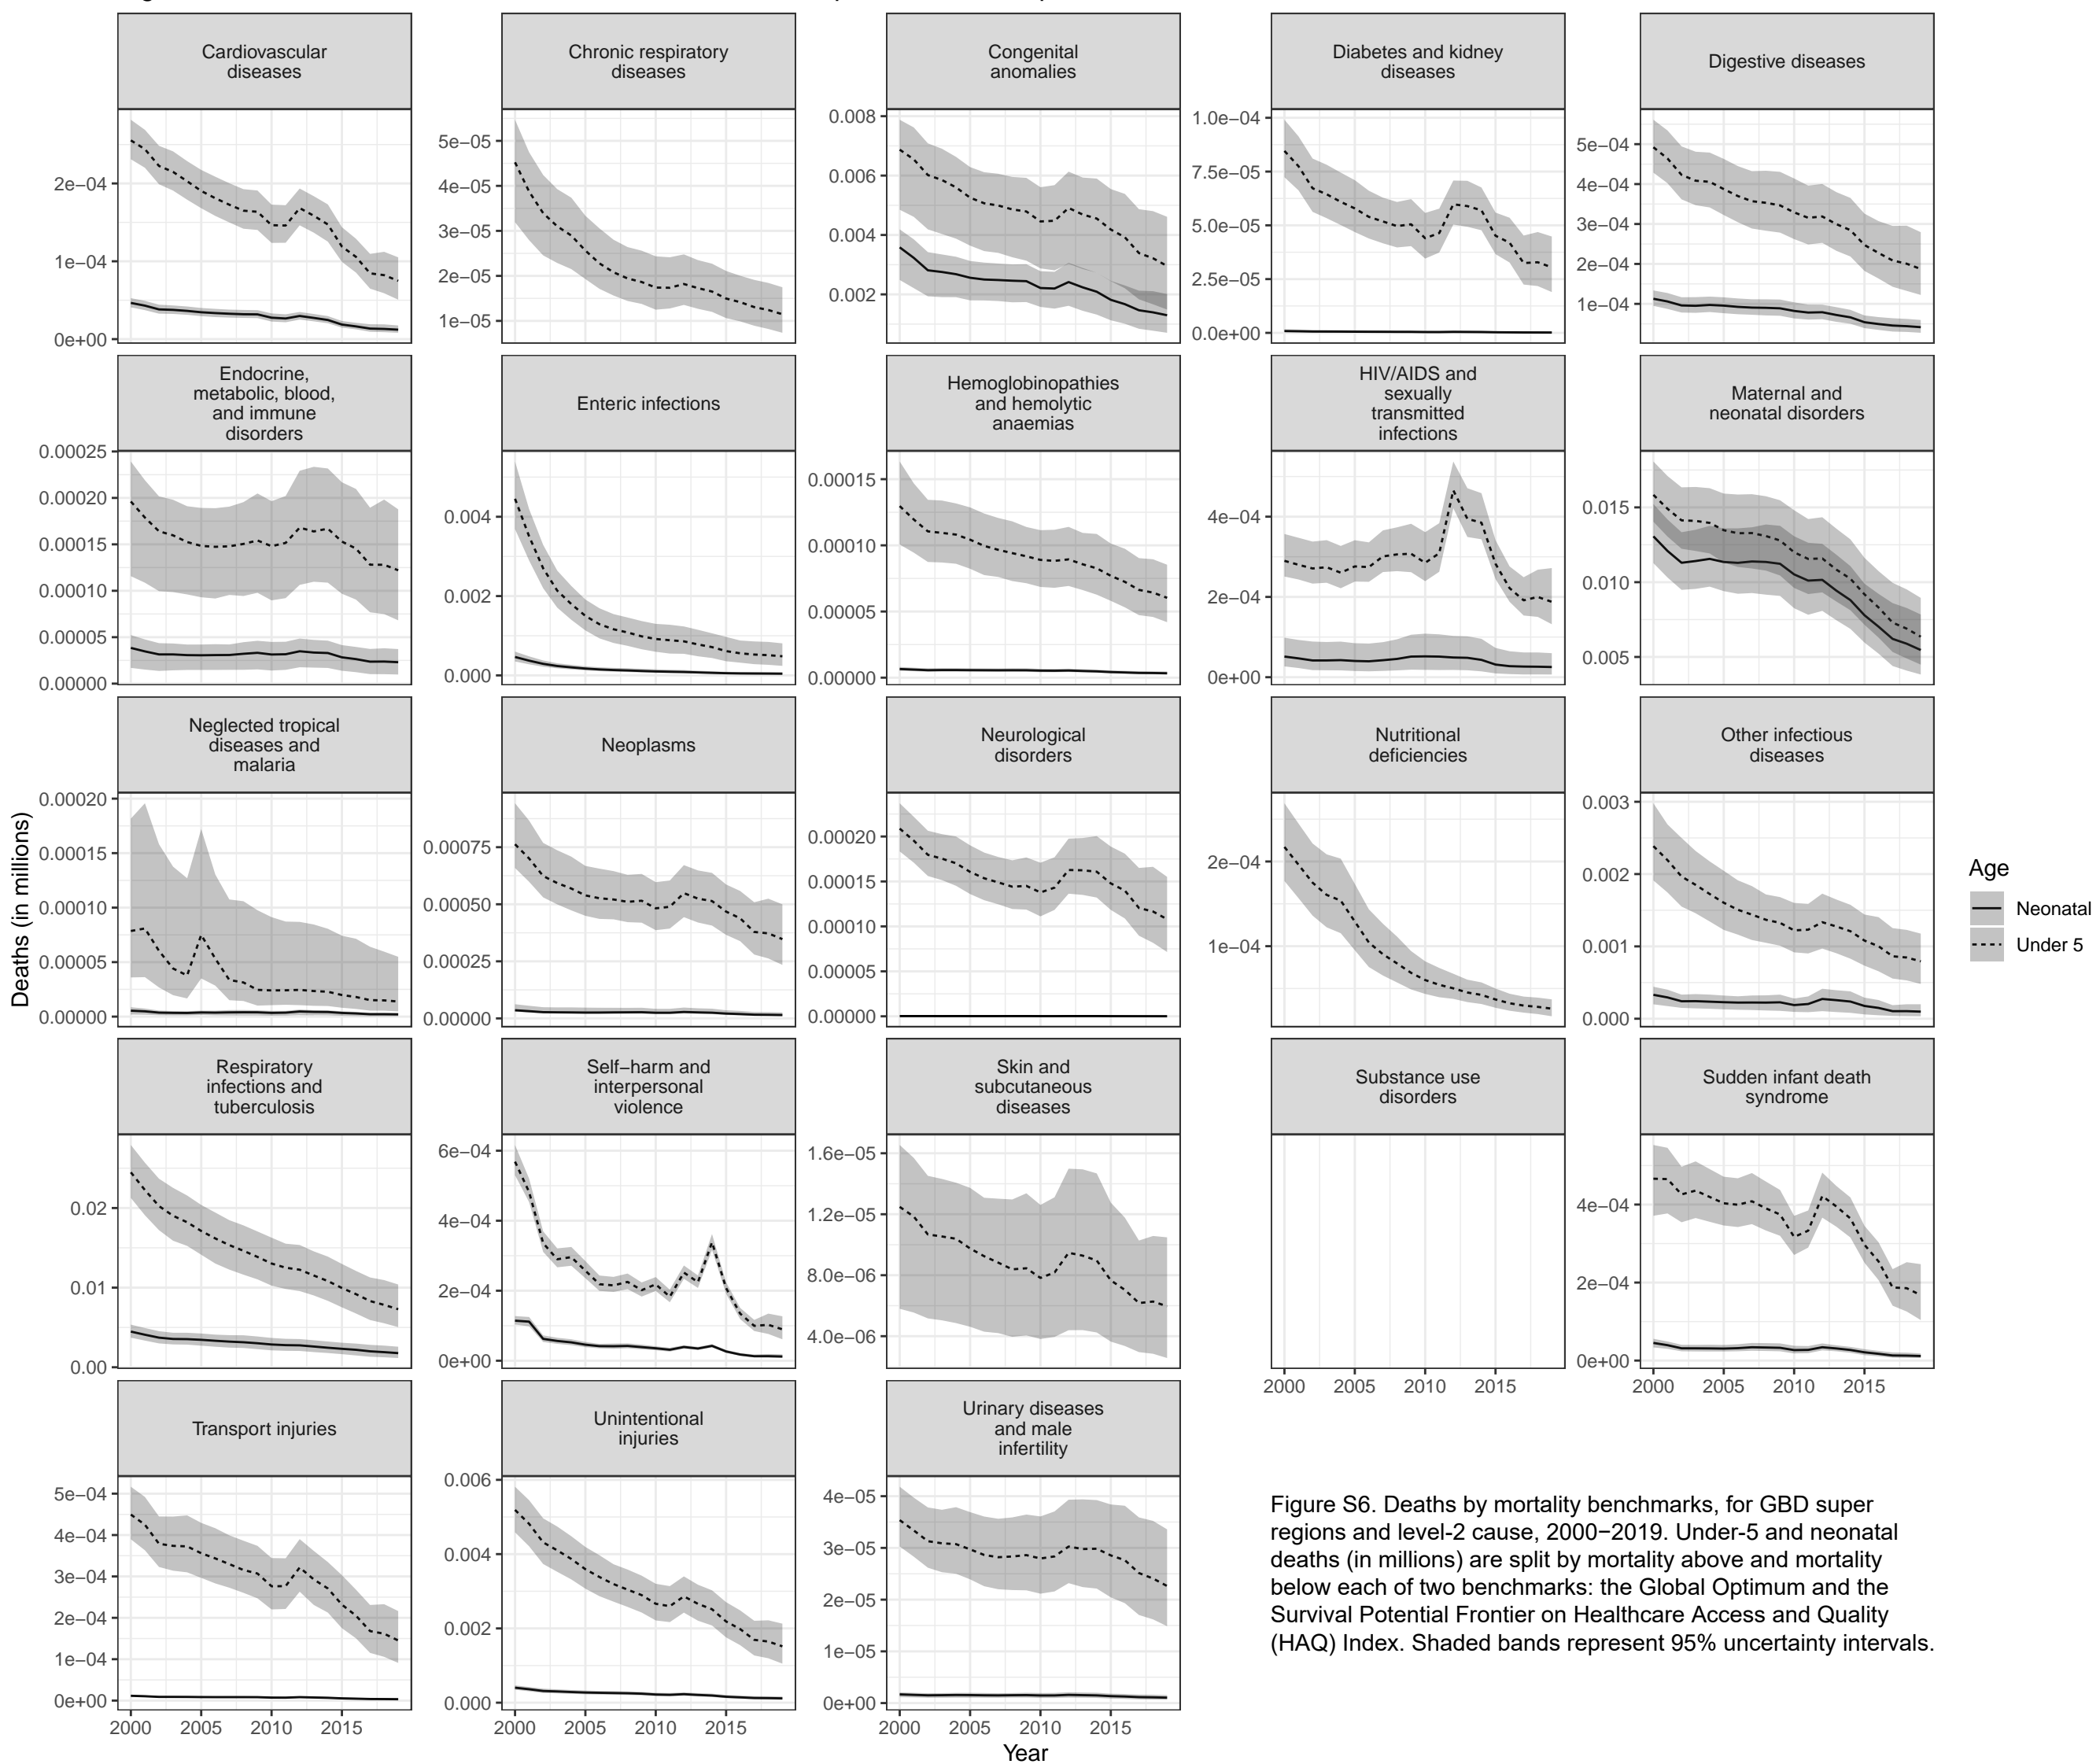 Cardiovascular
diseases
Chronic respiratory
diseases
Congenital
anomalies
Diabetes and kidney
diseases
Digestive diseases
2e−04
1e−04
0e+00
5e−05
4e−05
3e−05
2e−05
1e−05
0.008
0.006
0.004
0.002
1.0e−04
7.5e−05
5.0e−05
2.5e−05
0.0e+00
5e−04
4e−04
3e−04
2e−04
1e−04
Endocrine,
metabolic, blood,
and immune
disorders
Enteric infections
Hemoglobinopathies
and hemolytic
anaemias
HIV/AIDS and
sexually
transmitted
infections
Maternal and
neonatal disorders
0.00025
0.00020
0.00015
0.00010
0.00005
0.00000
0.004
0.002
0.000
0.00015
0.00010
0.00005
0.00000
4e−04
2e−04
0e+00
0.015
0.010
0.005
Neglected tropical
diseases and
malaria
Neoplasms
Neurological
disorders
Nutritional
deficiencies
Other infectious
diseases
0.00020
0.00015
0.00010
0.00005
0.00000
0.00075
0.00050
0.00025
0.00000
0.00020
0.00015
0.00010
0.00005
0.00000
2e−04
1e−04
0.003
0.002
0.001
0.000
Deaths (in millions)
Age
Neonatal
Under 5
Respiratory
infections and
tuberculosis
Self−harm and
interpersonal
violence
Skin and
subcutaneous
diseases
Substance use
disorders
Sudden infant death
syndrome
0.02
0.01
0.00
6e−04
4e−04
2e−04
0e+00
1.6e−05
1.2e−05
8.0e−06
4.0e−06
2000 2005 2010 2015
4e−04
2e−04
0e+00
2000 2005 2010 2015
Transport injuries
Unintentional
injuries
Urinary diseases
and male
infertility
5e−04
4e−04
3e−04
2e−04
1e−04
0e+00
2000 2005 2010 2015
0.006
0.004
0.002
0.000
2000 2005 2010 2015
4e−05
3e−05
2e−05
1e−05
0e+00
2000 2005 2010 2015
Year
Figure S6. Deaths by mortality benchmarks, for GBD super
regions and level-2 cause, 2000−2019. Under-5 and neonatal
deaths (in millions) are split by mortality above and mortality
below each of two benchmarks: the Global Optimum and the
Survival Potential Frontier on Healthcare Access and Quality
(HAQ) Index. Shaded bands represent 95% uncertainty intervals.